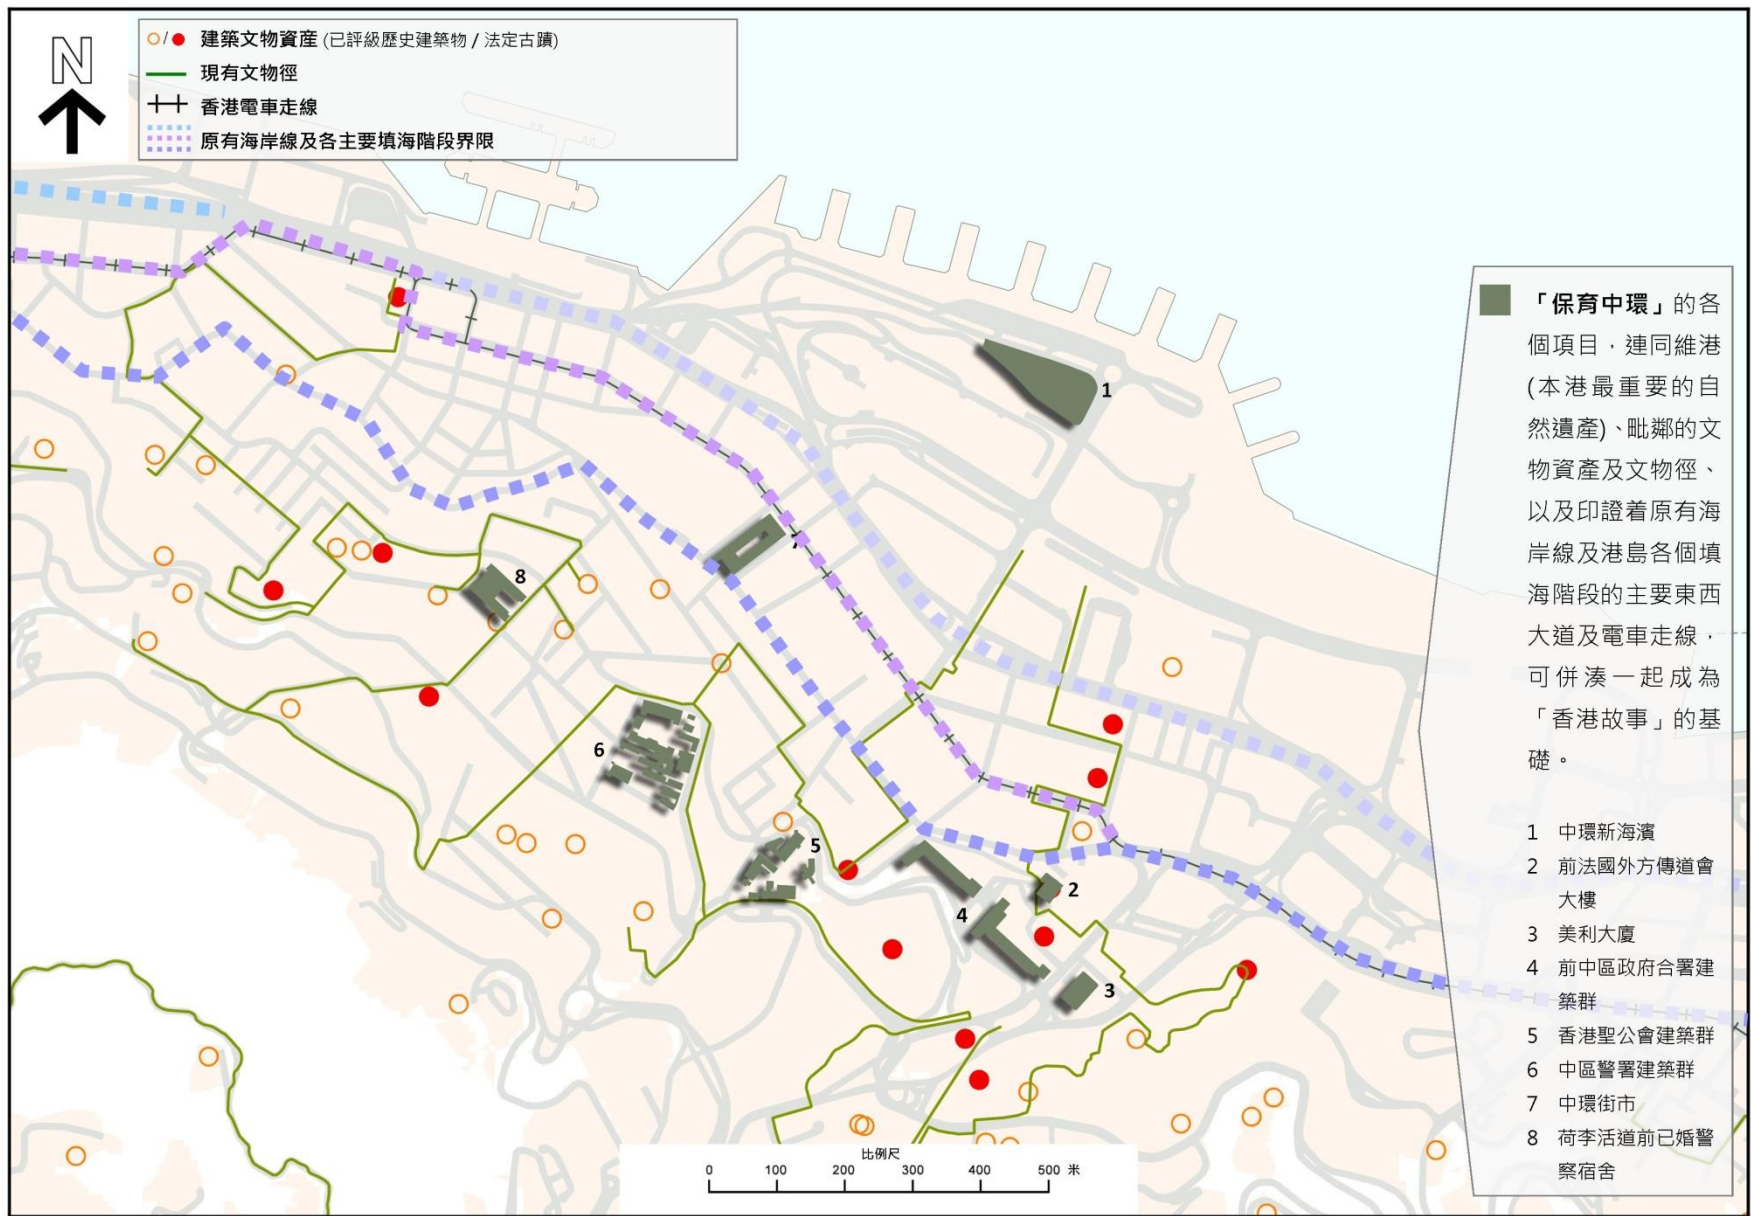 N
○/● 建築文物資產 (已評級歷史建築物 / 法定古蹟)
現有文物徑
香港電車走線
原有海岸線及各主要填海階段界限
「保育中環」的各
個項目，連同維港
(本港最重要的自
然遺產)、毗鄰的文
物資產及文物徑、
以及印證着原有海
岸線及港島各個填
海階段的主要東西
大道及電車走線，
可併湊一起成為
「香港故事」的基
礎。
1 中環新海濱
2 前法國外方傳道會
大樓
3 美利大廈
4 前中區政府合署建
築群
5 香港聖公會建築群
6 中區警署建築群
7 中環街市
8 荷李活道前已婚警
察宿舍
1
7
8
6
5
2
4
3
比例尺
0 100 200 300 400 500 米